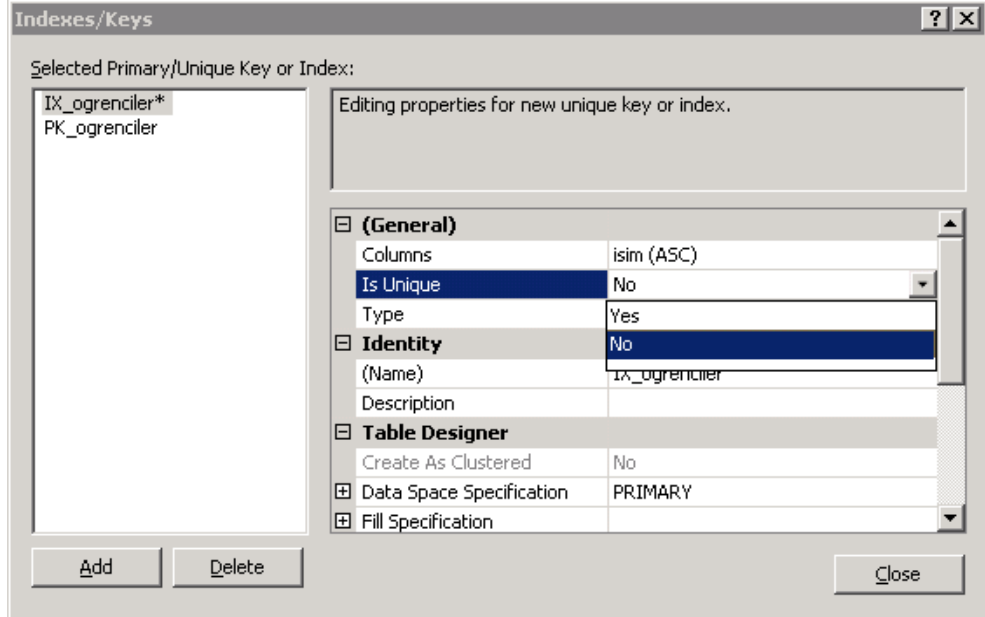 Indexes/Keys
Selected Primary/Unique Key or Index:
IX_ogrenciler*
PK_ogrenciler
Editing properties for new unique key or index.
(General)
Columns isim (ASC)
Is Unique No
Type Yes
No
Identity
(Name) IX_ogrenciler
Description
Table Designer
Create As Clustered No
Data Space Specification PRIMARY
Fill Specification
Add Delete
Close